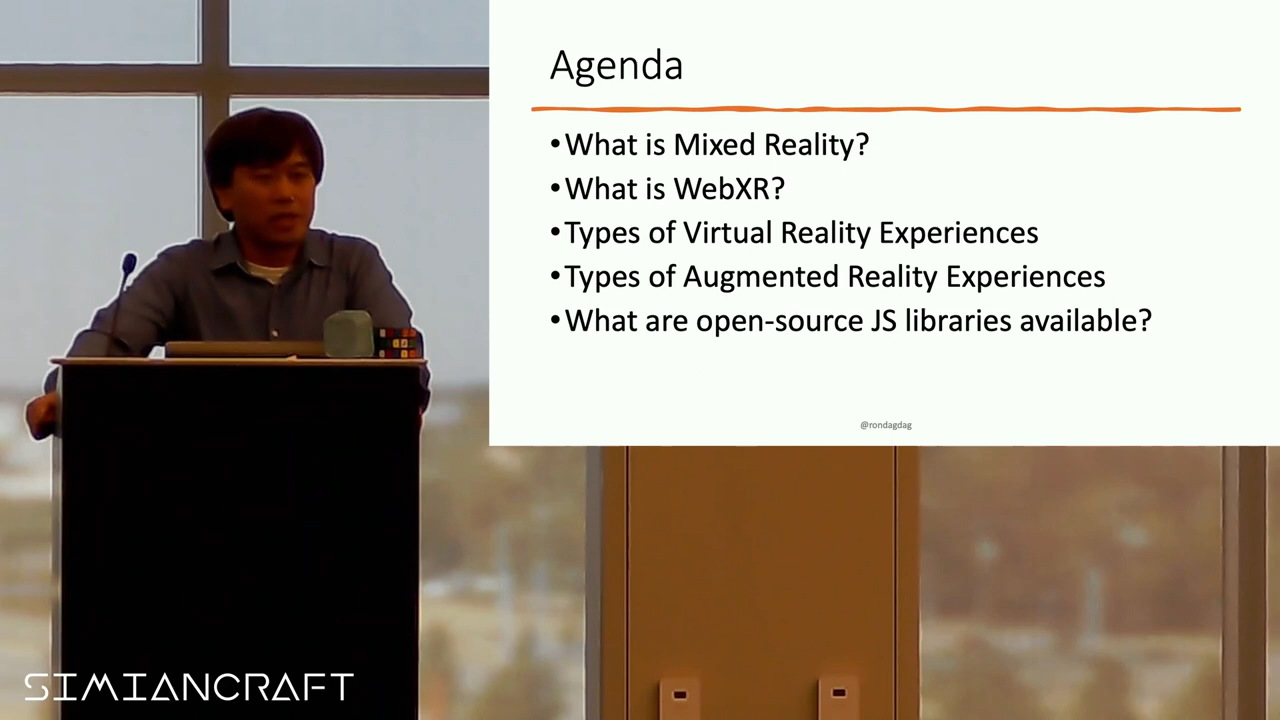 Agenda
•What is Mixed Reality?
•What is WebXR?
•Types of Virtual Reality Experiences
•Types of Augmented Reality Experiences
•What are open-source JS libraries available?
@rondagdag
SIMIANCRAFT